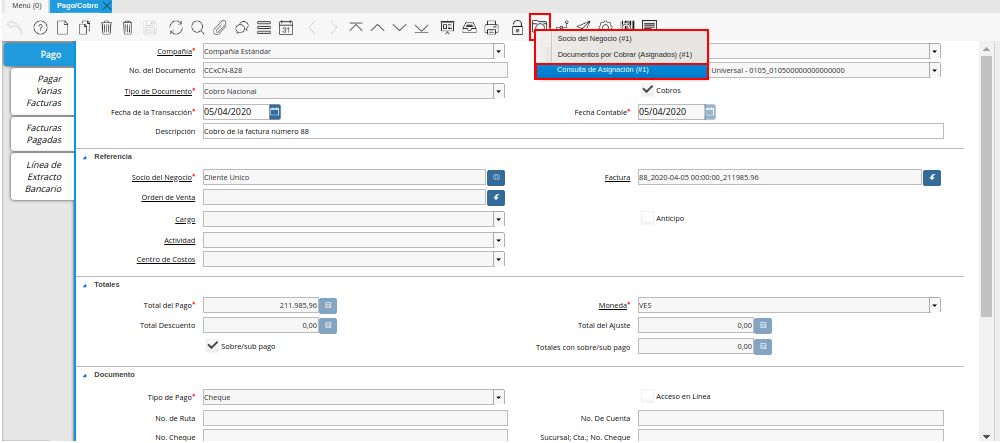 Menú (0)
Pago/Cobro
Pago
Pagar
Varias
Facturas
Facturas
Pagadas
Línea de
Extracto
Bancario
31
Socio del Negocio (#1)
Documentos por Cobrar (Asignados) (#1)
Consulta de Asignación (#1)
Compañía* Compañía Estándar
No. del Documento CCxCN-828
Universal - 0105_010500000000000000
Tipo de Documento* Cobro Nacional
Cobros
Fecha de la Transacción* 05/04/2020
Fecha Contable* 05/04/2020
Descripción Cobro de la factura número 88
Referencia
Socio del Negocio* Cliente Unico
Factura 88_2020-04-05 00:00:00_211985.96
Orden de Venta
Cargo
Anticipo
Actividad
Centro de Costos
Totales
Total del Pago* 211.985,96
Moneda* VES
Total Descuento 0,00
Total del Ajuste 0,00
Sobre/sub pago
Totales con sobre/sub pago 0,00
Documento
Tipo de Pago* Cheque
Acceso en Línea
No. de Ruta
No. De Cuenta
No. Cheque
Sucursal; Cta.; No. Cheque